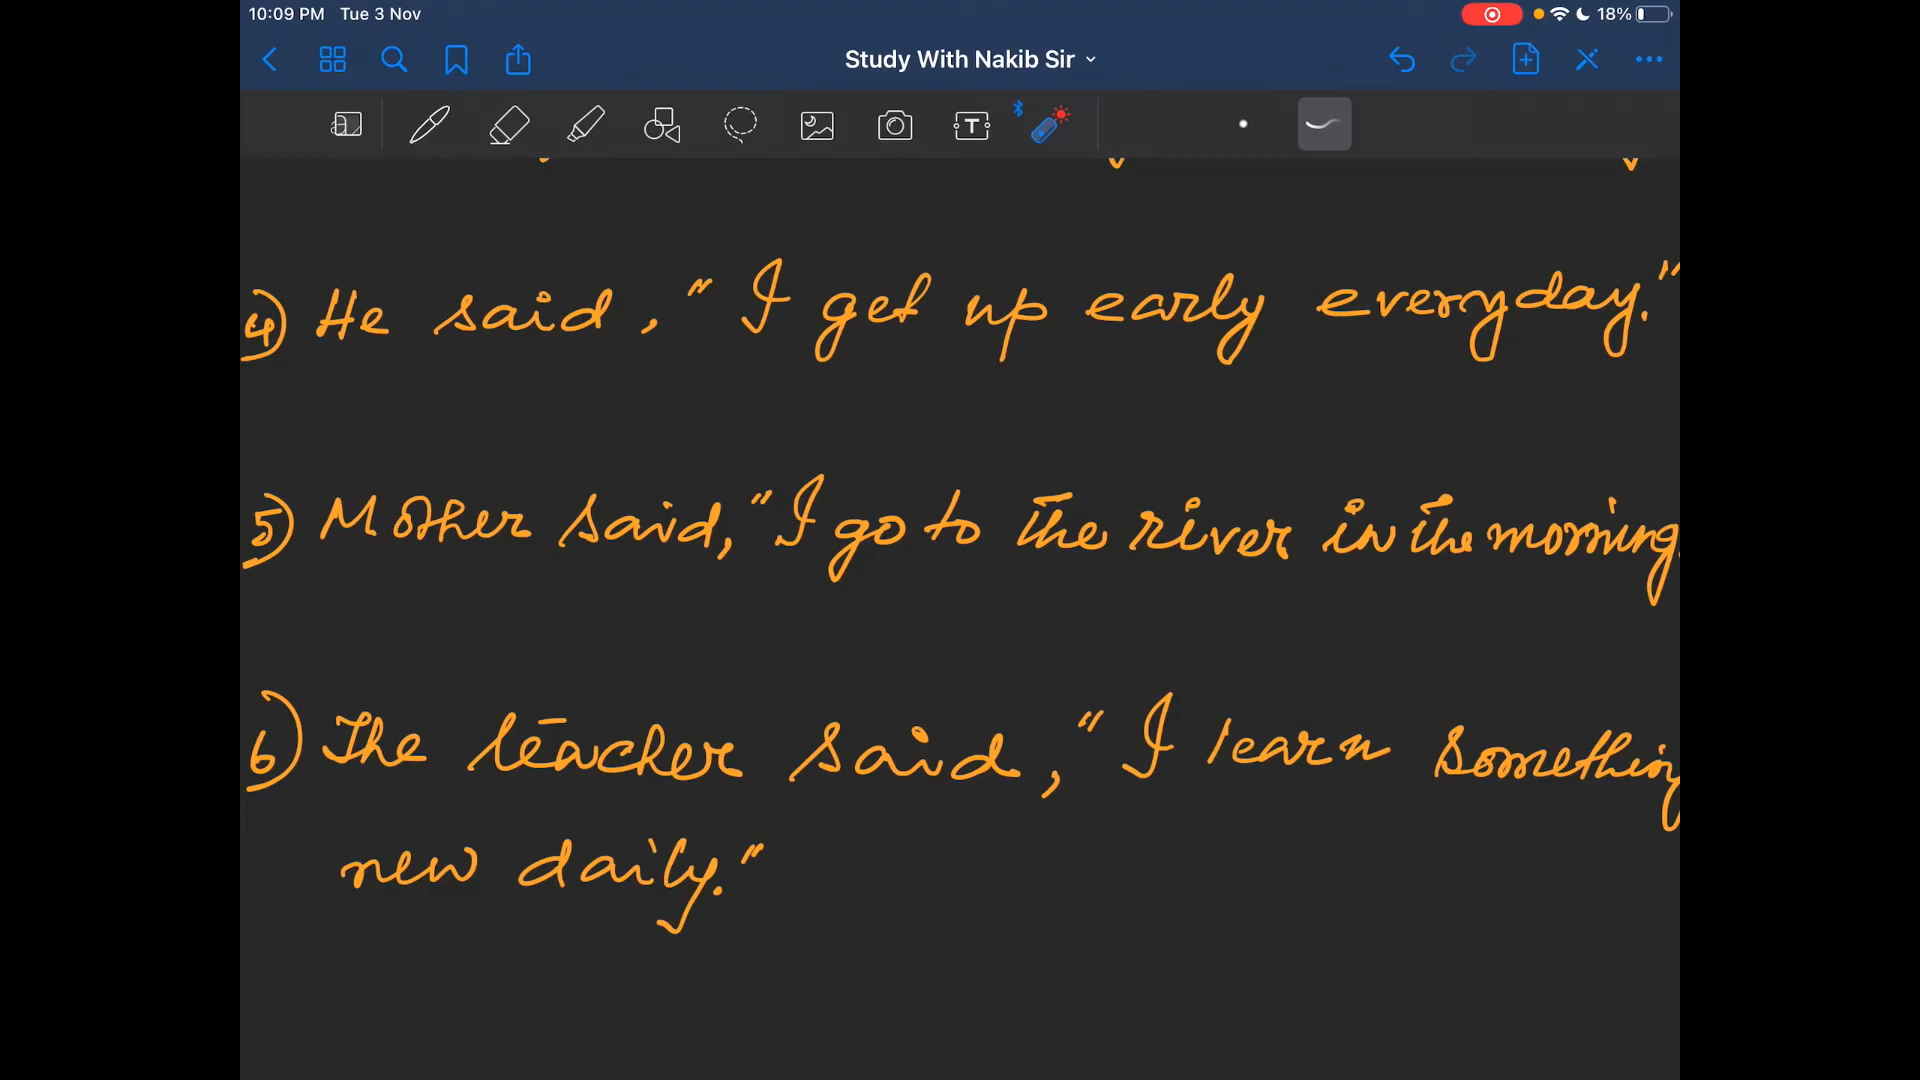 10:09 PM Tue 3 Nov
18%
Study With Nakib Sir
T
4) He said, " I get up early everyday."
5) Mother said, "I go to the river in the morning.
6) The teacher said, "I learn something
new daily."